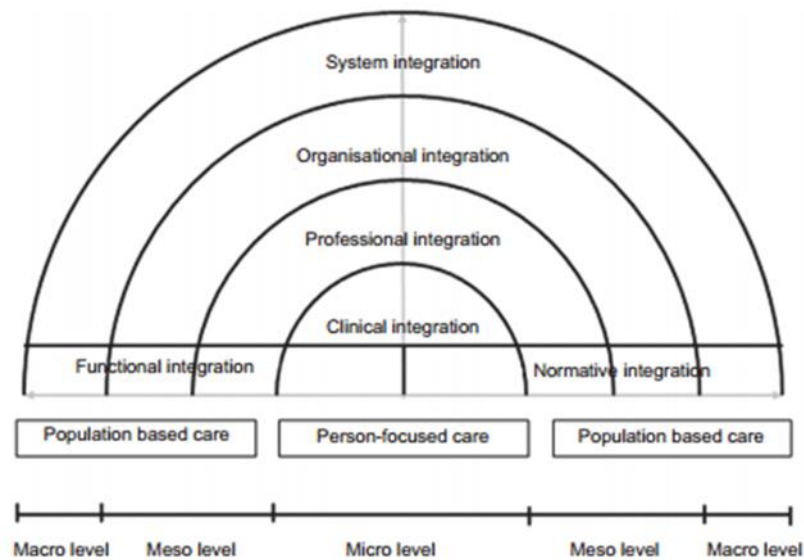 System integration
Organisational integration
Professional integration
Clinical integration
Functional integration
Normative integration
Population based care
Person-focused care
Population based care
Macro level
Meso level
Micro level
Meso level
Macro level